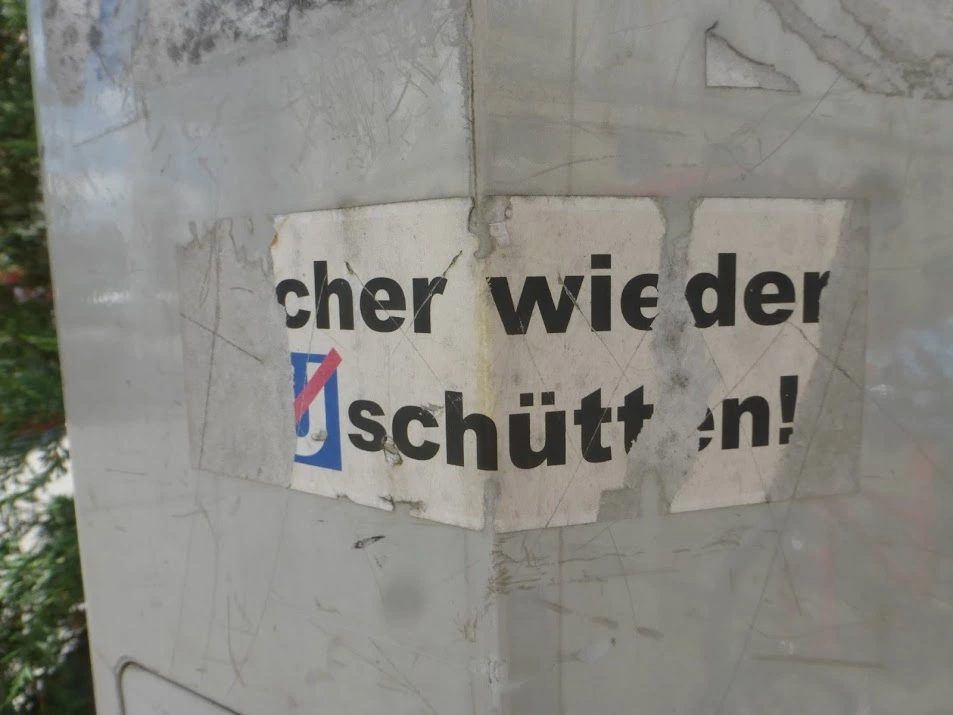 cher wieder
U schütten!